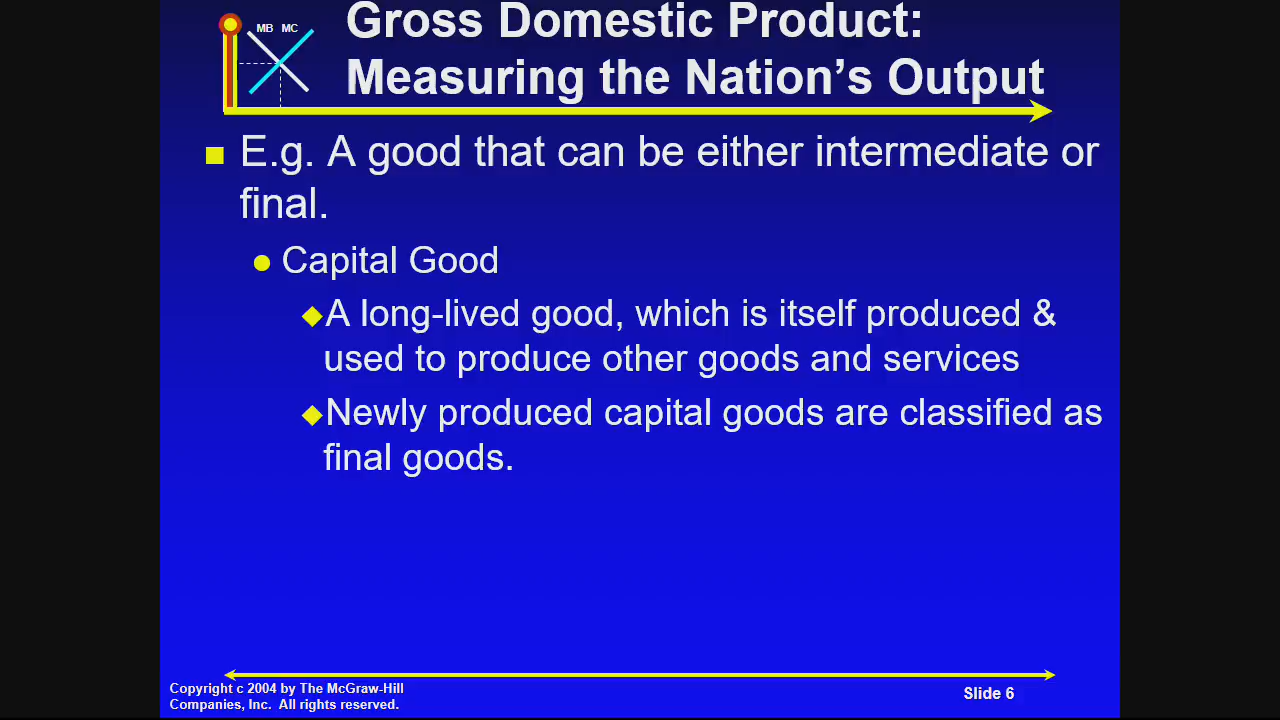 MB MC
Gross Domestic Product:
Measuring the Nation's Output
E.g. A good that can be either intermediate or
final.
Capital Good
A long-lived good, which is itself produced &
used to produce other goods and services
Newly produced capital goods are classified as
final goods.
Copyright c 2004 by The McGraw-Hill
Companies, Inc. All rights reserved.
Slide 6